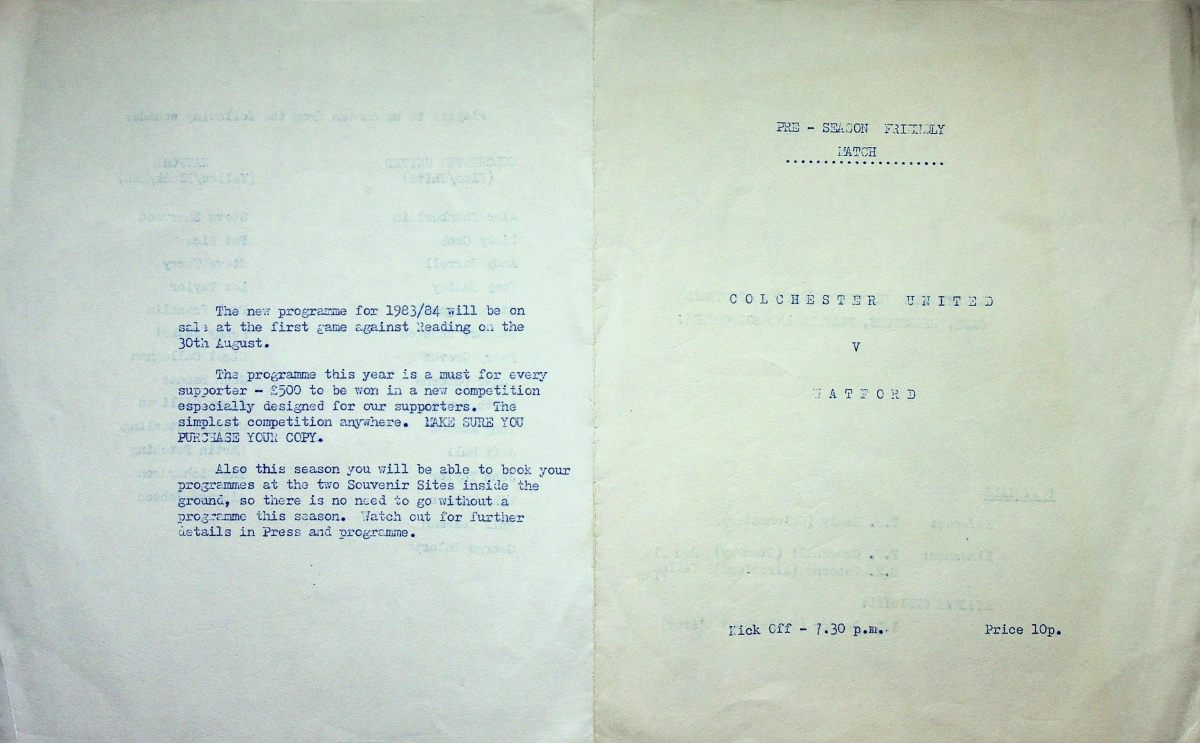 The new programme for 1983/84 will be on
sale at the first game against Reading on the
30th August.
The programme this year is a must for every
supporter - £500 to be won in a new competition
especially designed for our supporters. The
simplest competition anywhere. MAKE SURE YOU
PURCHASE YOUR COPY.
Also this season you will be able to book your
programmes at the two Souvenir Sites inside the
ground, so there is no need to go without a
programme this season. Watch out for further
details in Press and programme.
PRE - SEASON FRIENDLY
MATCH
......................
COLCHESTER UNITED
V
WATFORD
Kick Off - 7.30 p.m. Price 10p.